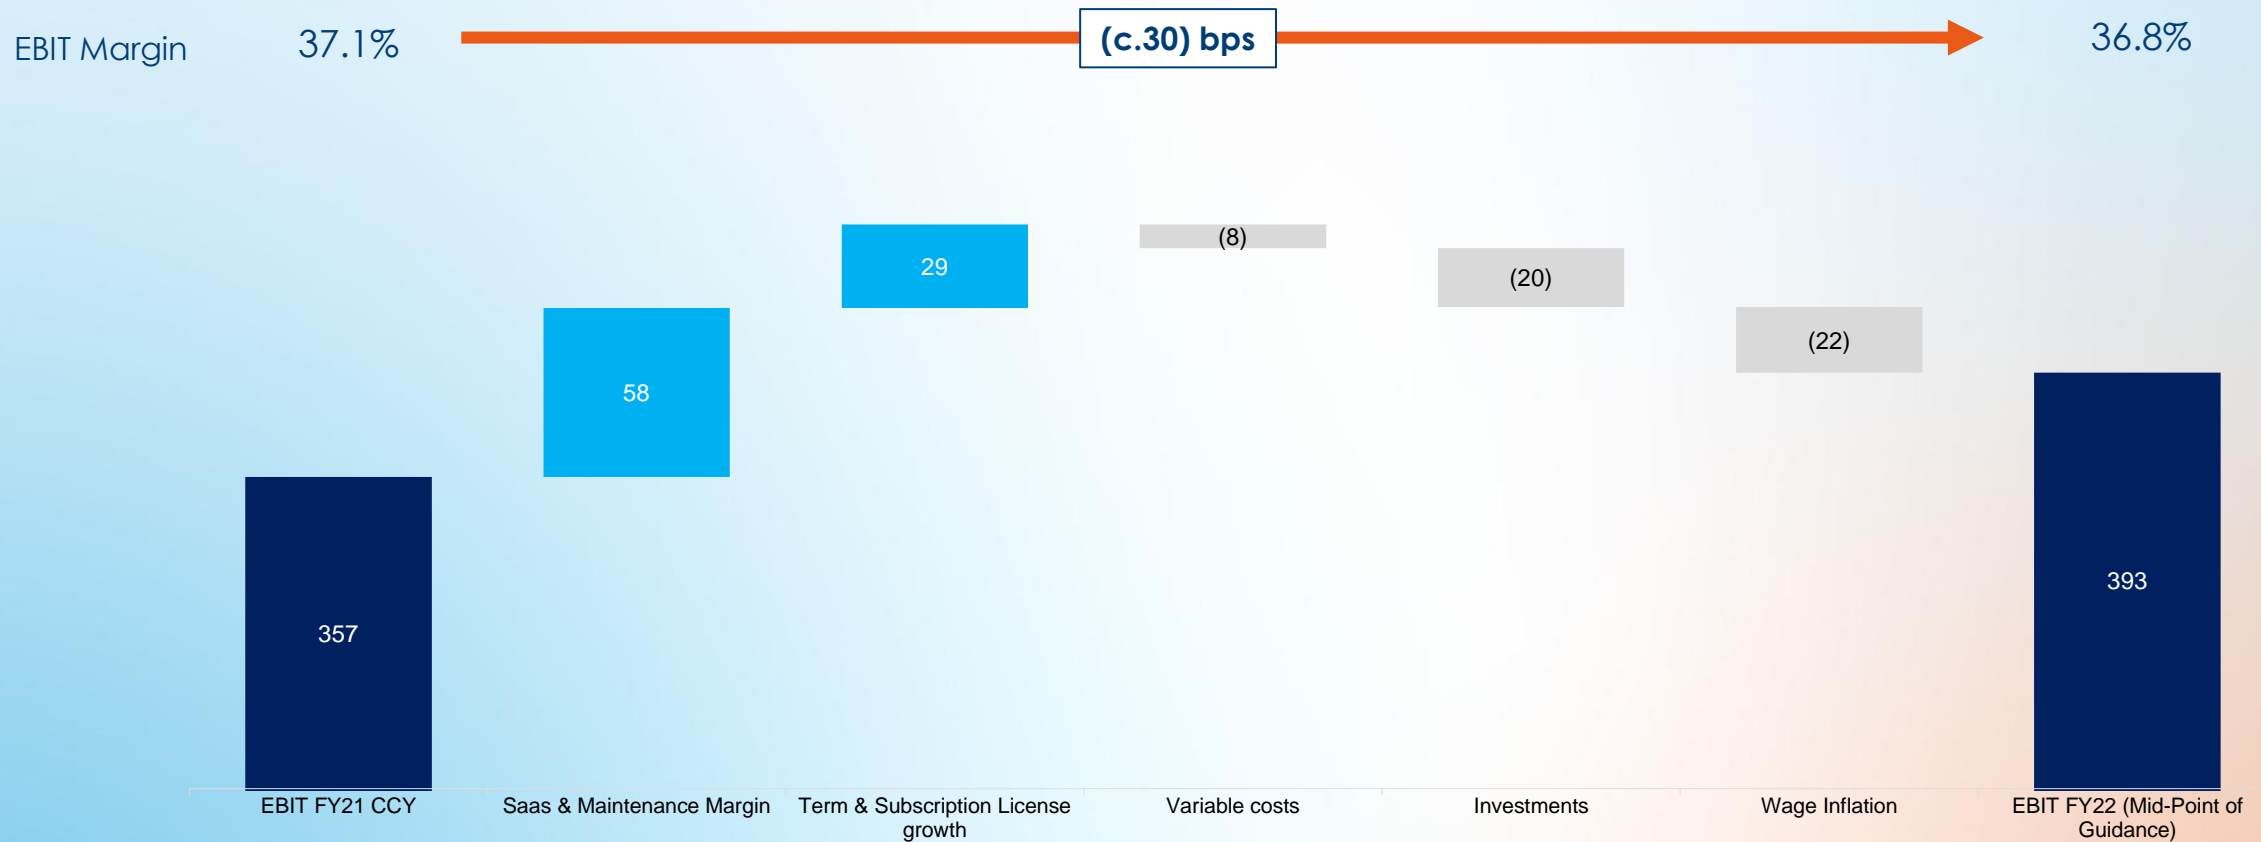 EBIT Margin
37.1%
(c.30) bps
36.8%
29
(8)
(20)
(22)
58
393
357
EBIT FY21 CCY
Saas & Maintenance Margin
Term & Subscription License
growth
Variable costs
Investments
Wage Inflation
EBIT FY22 (Mid-Point of
Guidance)